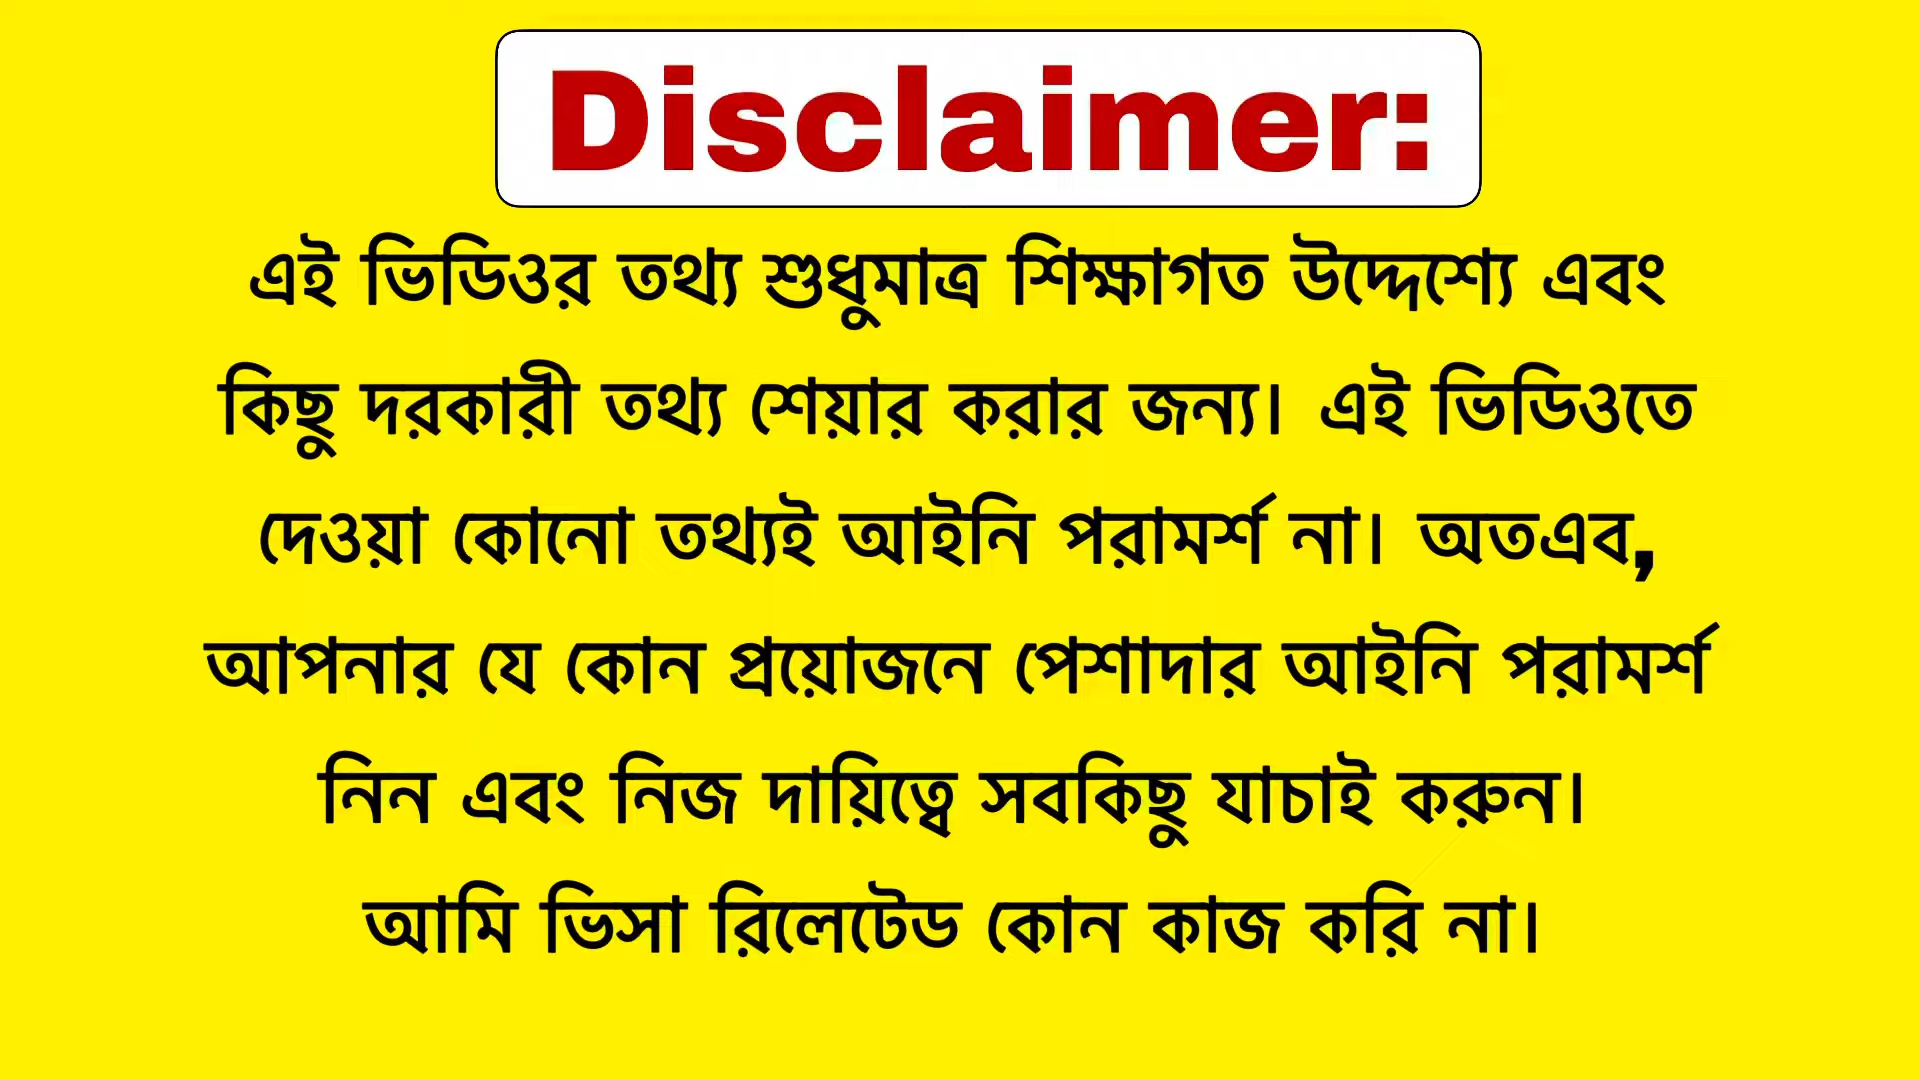 Disclaimer:
এই ভিডিওর তথ্য শুধুমাত্র শিক্ষাগত উদ্দেশ্যে এবং
কিছু দরকারী তথ্য শেয়ার করার জন্য। এই ভিডিওতে
দেওয়া কোনো তথ্যই আইনি পরামর্শ না। অতএব,
আপনার যে কোন প্রয়োজনে পেশাদার আইনি পরামর্শ
নিন এবং নিজ দায়িত্বে সবকিছু যাচাই করুন।
আমি ভিসা রিলেটেড কোন কাজ করি না।